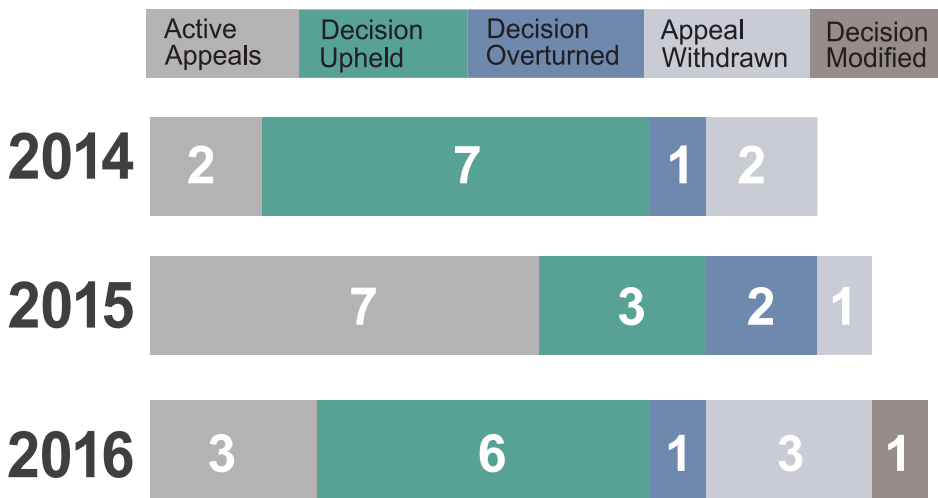 Active Appeals
Decision Upheld
Decision Overturned
Appeal Withdrawn
Decision Modified
2014 2 7 1 2
2015 7 3 2 1
2016 3 6 1 3 1